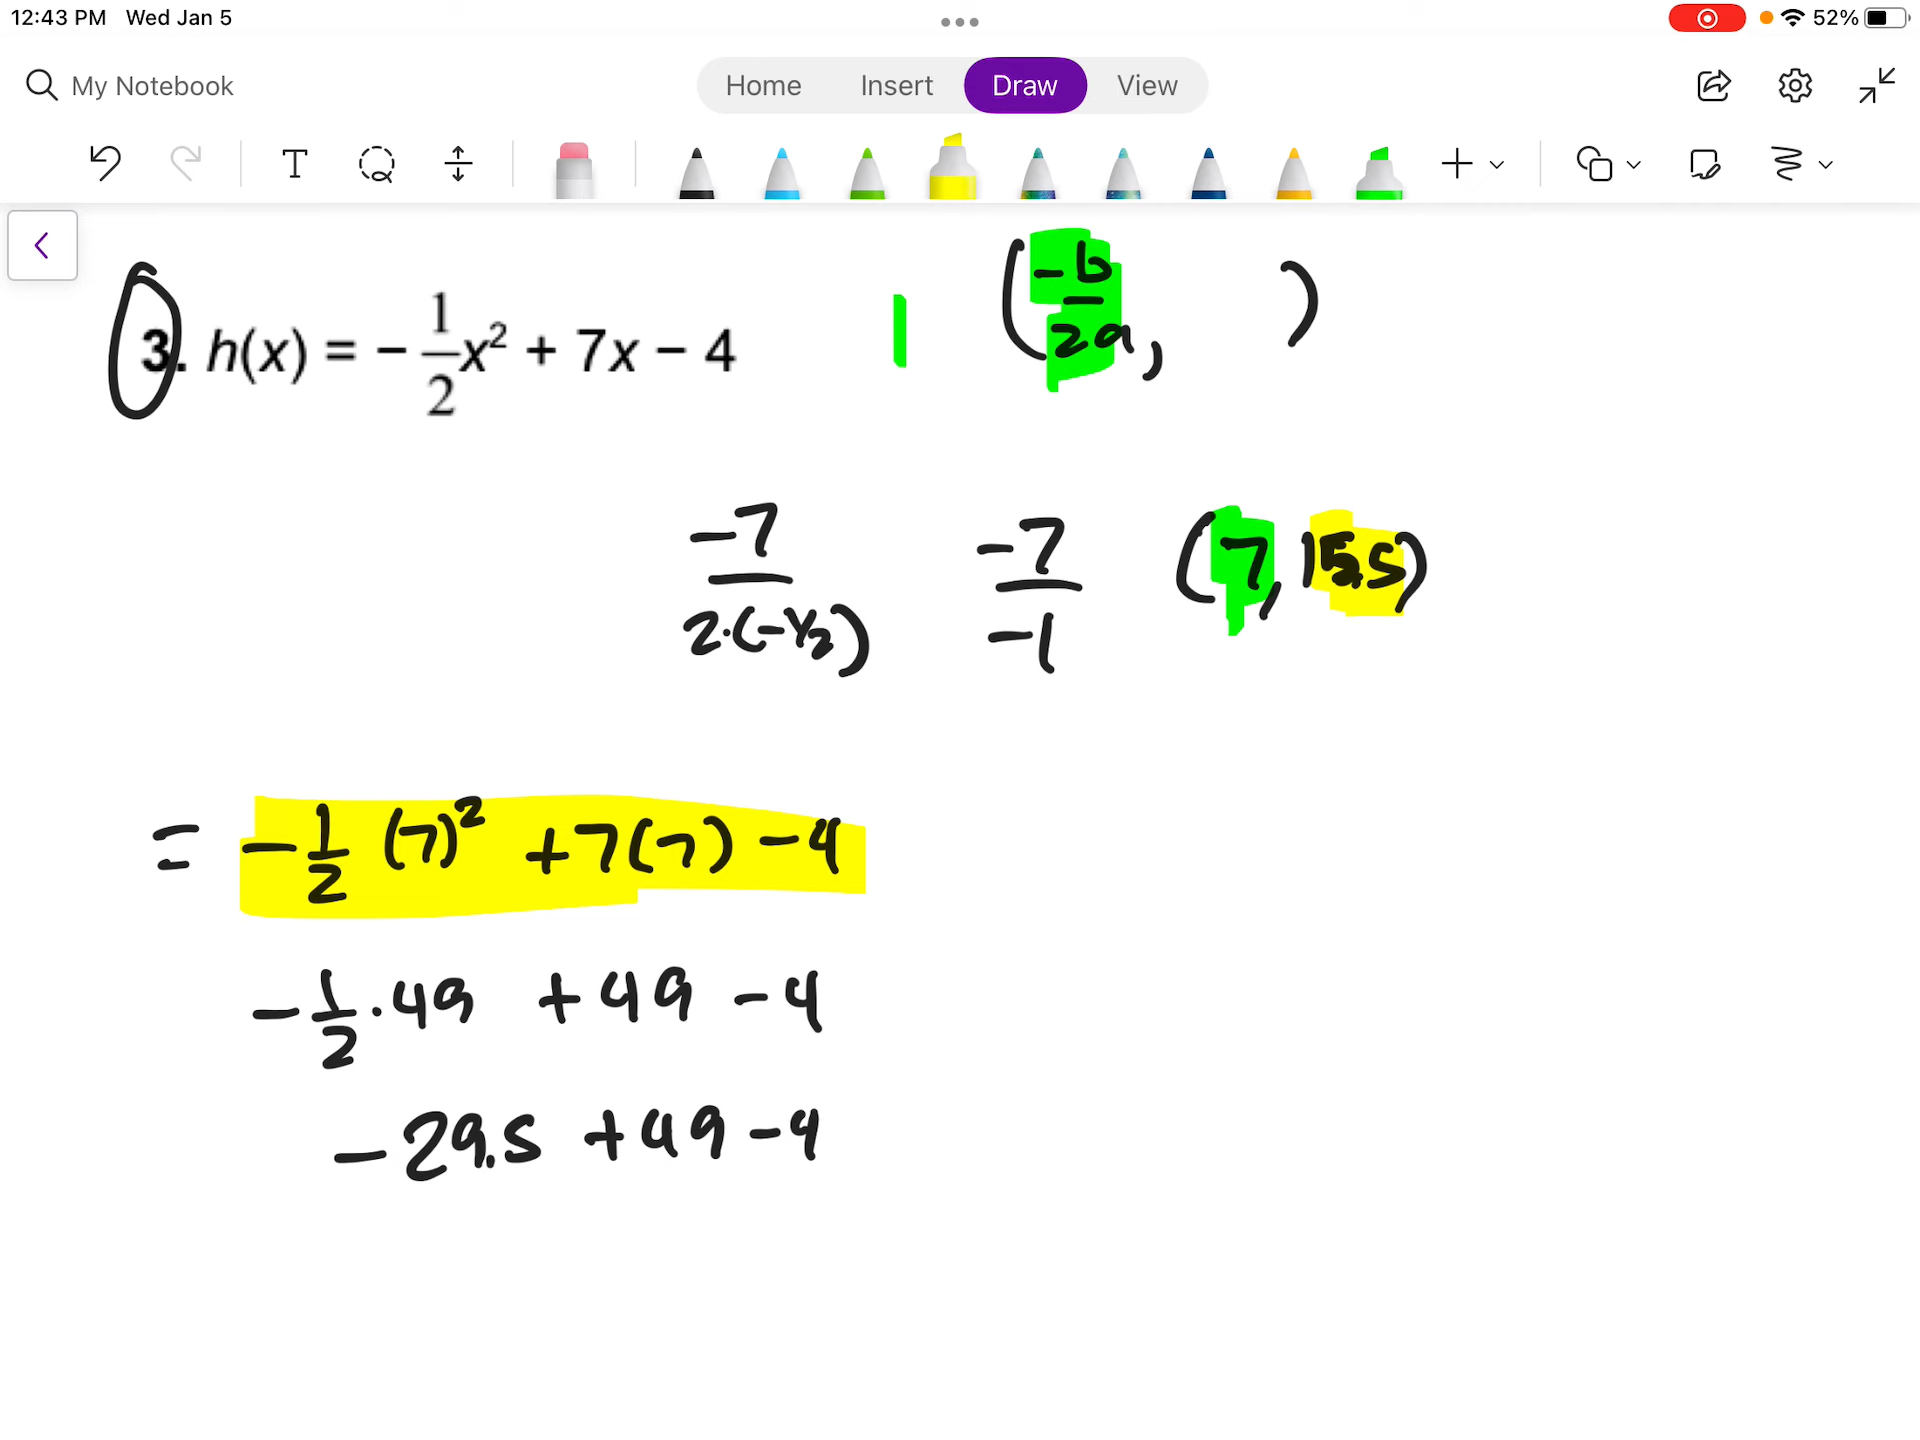 12:43 PM Wed Jan 5 52%
My Notebook Home Insert Draw View
T
3. h(x) = -1/2x² + 7x - 4
(-b/2a, )
-7/2·(-1/2) -7/-1 (7, 15.5)
= -1/2 (7)² +7(7) -4
-1/2 · 49 +49 -4
-29.5 +49 -4